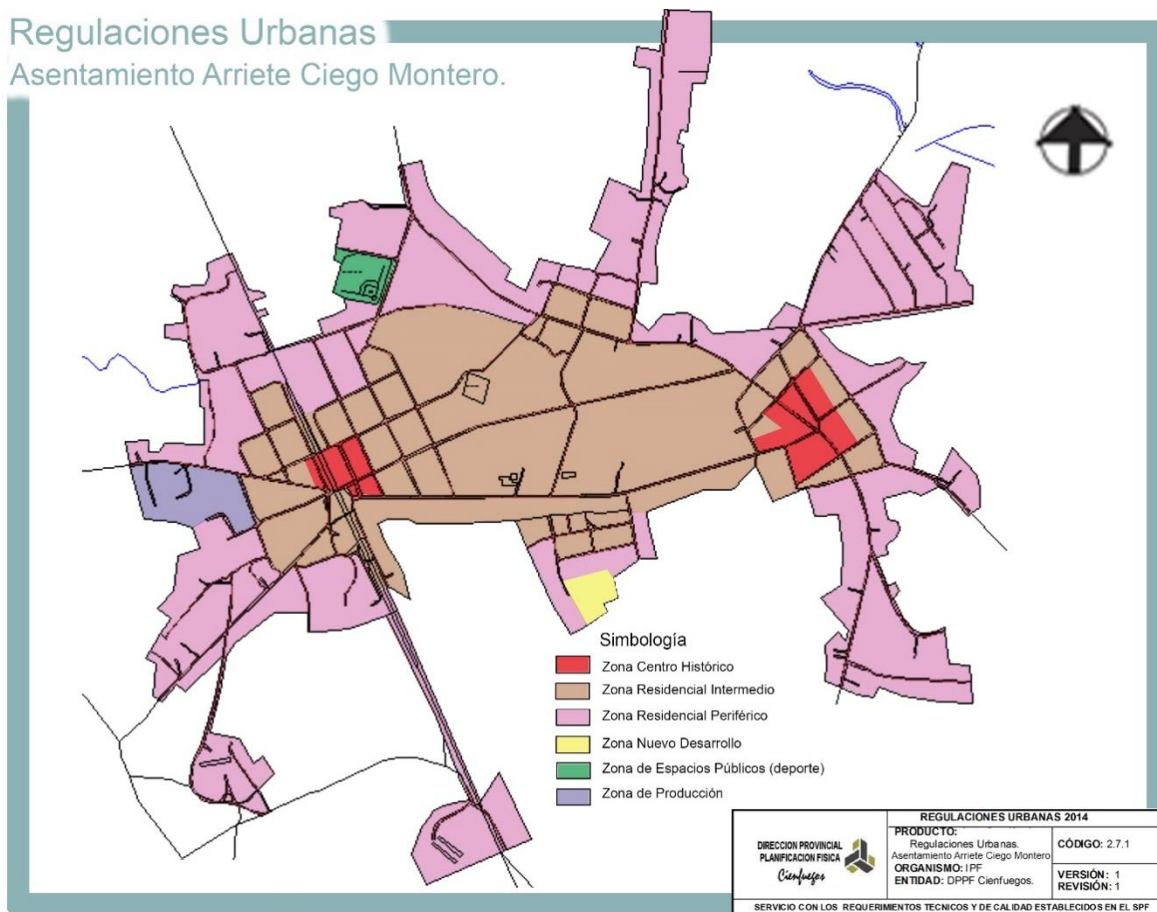 Regulaciones Urbanas
Asentamiento Arriete Ciego Montero.
Simbología
Zona Centro Histórico
Zona Residencial Intermedio
Zona Residencial Periférico
Zona Nuevo Desarrollo
Zona de Espacios Públicos (deporte)
Zona de Producción
DIRECCION PROVINCIAL
PLANIFICACION FISICA
Cienfuegos
REGULACIONES URBANAS 2014
PRODUCTO:
Regulaciones Urbanas.
Asentamiento Arriete Ciego Montero
ORGANISMO: IPF
ENTIDAD: DPPF Cienfuegos.
CÓDIGO: 2.7.1
VERSIÓN: 1
REVISIÓN: 1
SERVICIO CON LOS REQUERIMIENTOS TECNICOS Y DE CALIDAD ESTABLECIDOS EN EL SPF